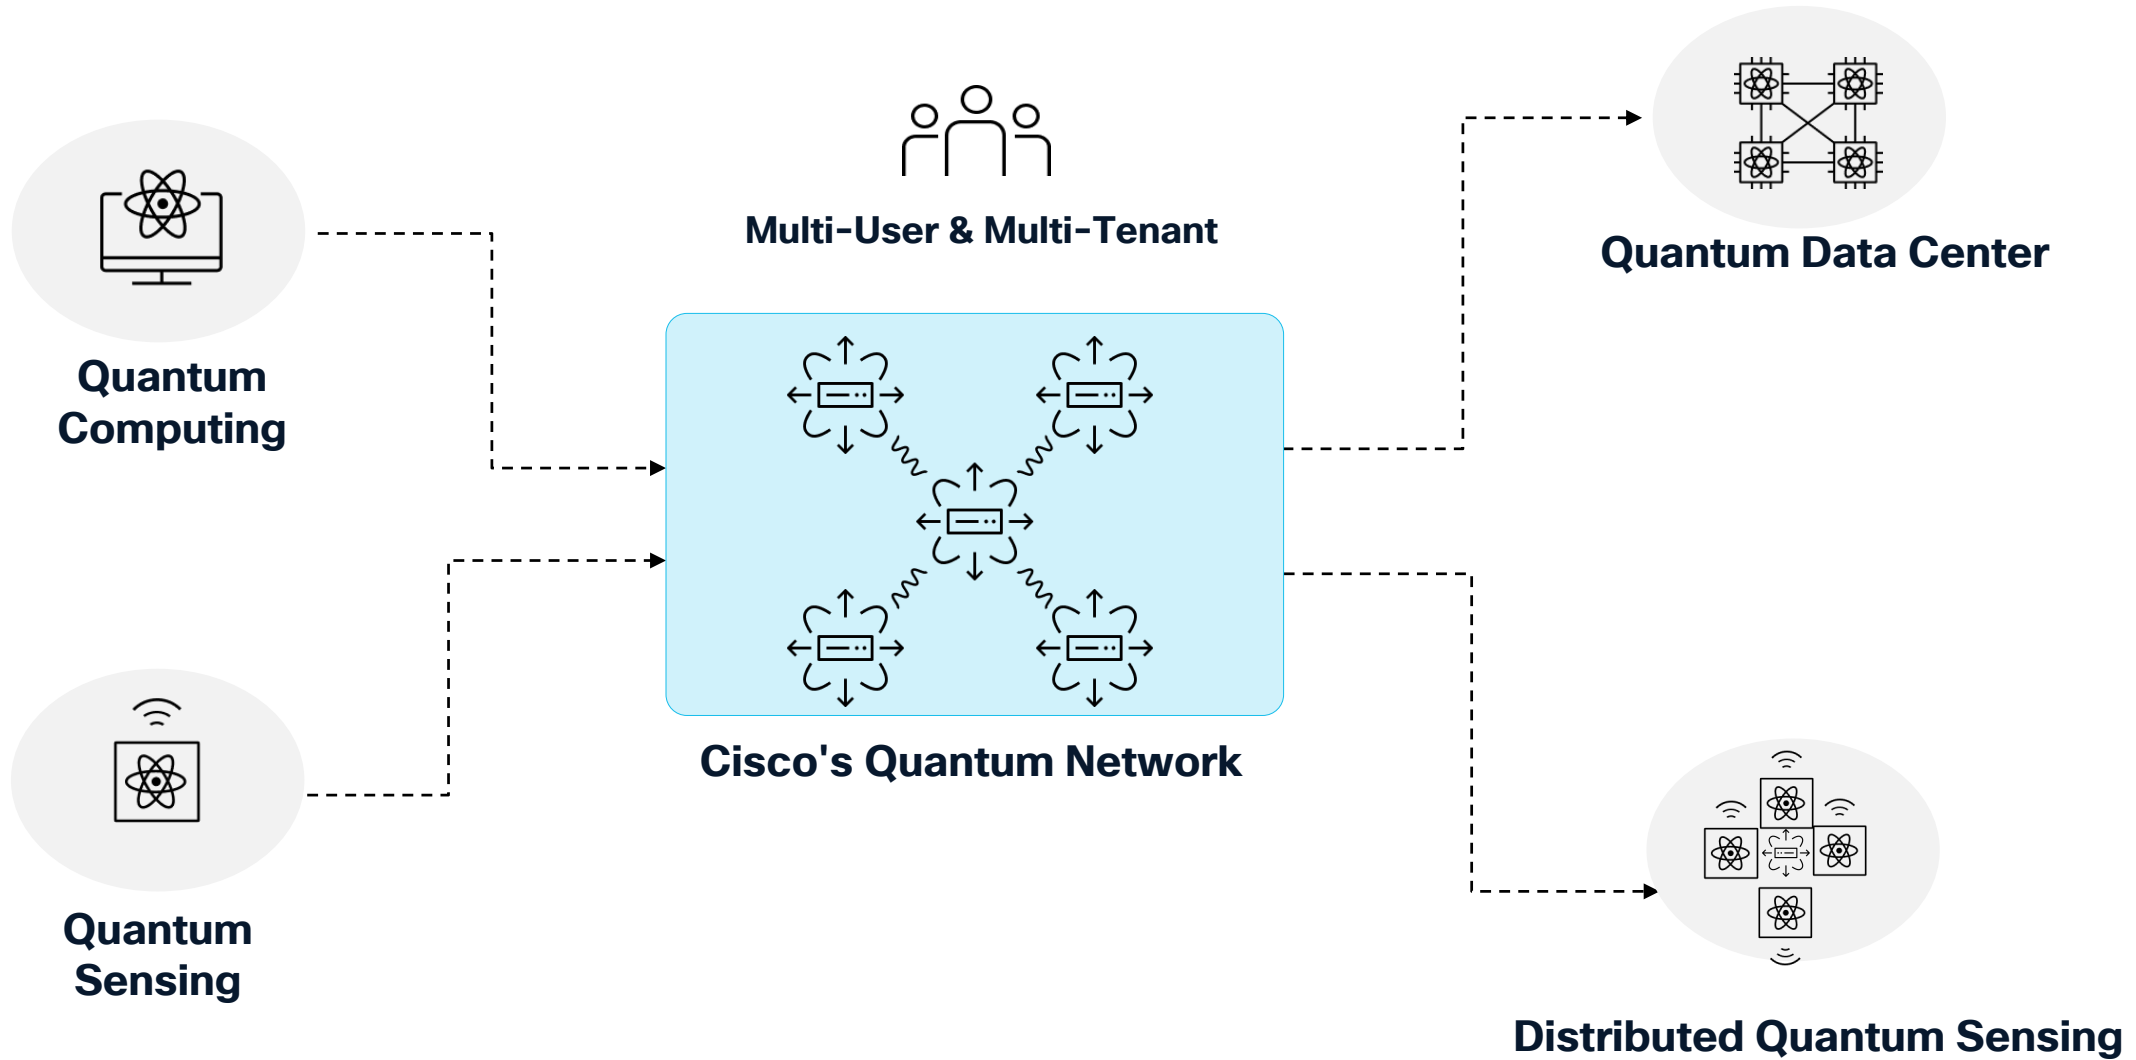 Quantum
Computing
Multi-User & Multi-Tenant
Quantum Data Center
Cisco's Quantum Network
Quantum
Sensing
Distributed Quantum Sensing